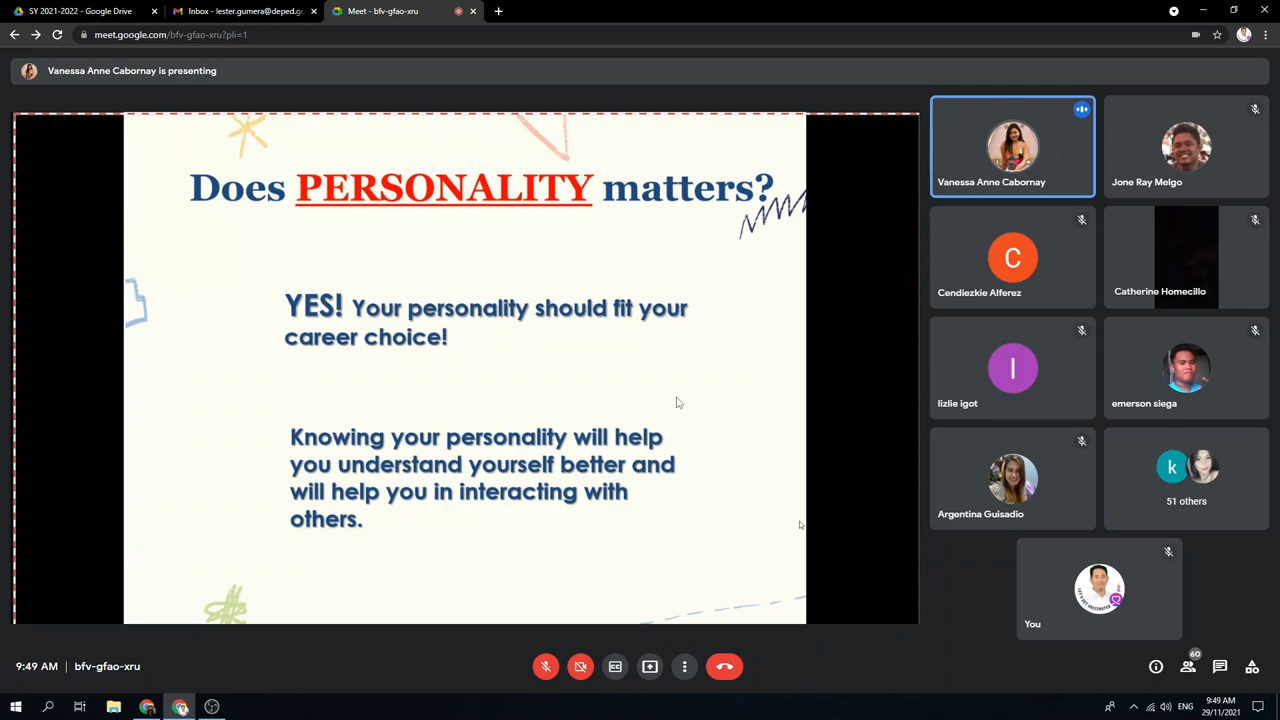 SY 2021-2022 - Google Drive
Inbox - lester.gumera@deped.go
Meet - bfv-gfao-xru
meet.google.com/bfv-gfao-xru?pli=1
Vanessa Anne Cabornay is presenting
Does PERSONALITY matters?
YES! Your personality should fit your
career choice!
Knowing your personality will help
you understand yourself better and
will help you in interacting with
others.
Vanessa Anne Cabornay
Jone Ray Melgo
C
Cendiezkie Alferez
Catherine Homecillo
I
lizlie igot
emerson siega
Argentina Guisadio
k
51 others
You
9:49 AM | bfv-gfao-xru
60
ENG
9:49 AM
29/11/2021